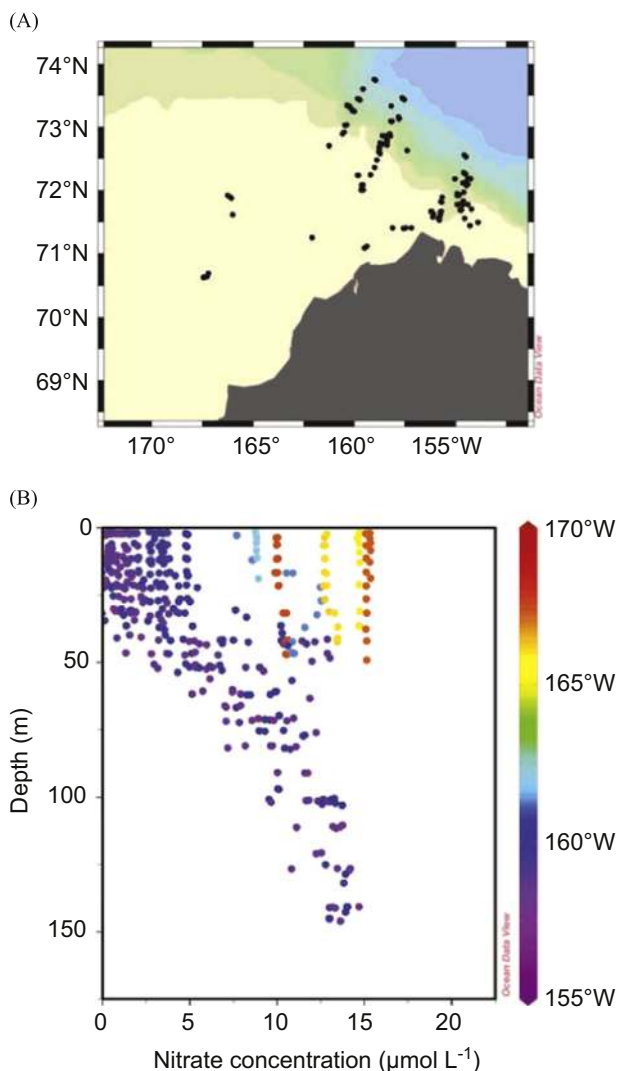 (A)
74°N
73°N
72°N
71°N
70°N
69°N
170° 165° 160° 155°W
Ocean Data View
(B)
0
50
100
150
Depth (m)
0 5 10 15 20
Nitrate concentration (µmol L⁻¹)
170°W
165°W
160°W
155°W
Ocean Data View